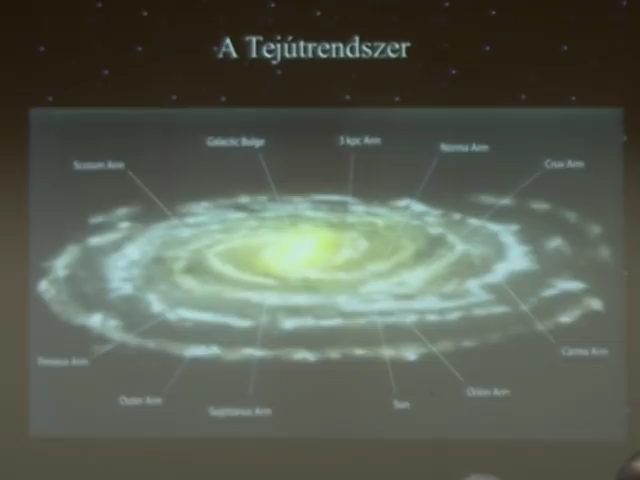 A Tejútrendszer
Galactic Bulge
3 kpc Arm
Norma Arm
Scutum Arm
Crux Arm
Perseus Arm
Carina Arm
Outer Arm
Sagittarius Arm
Sun
Orion Arm